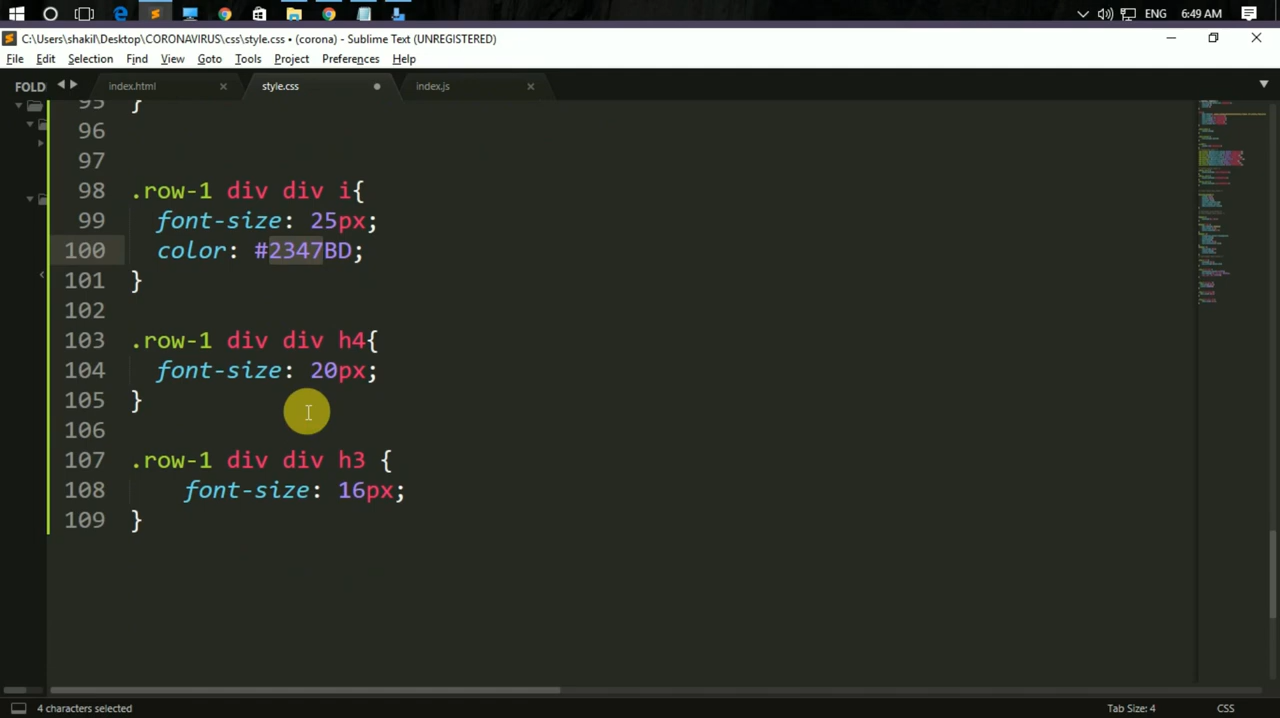 ENG 6:49 AM
C:\Users\shakil\Desktop\CORONAVIRUS\css\style.css • (corona) - Sublime Text (UNREGISTERED)
File Edit Selection Find View Goto Tools Project Preferences Help
FOLD index.html style.css index.js
95 }
96
97
98 .row-1 div div i{
99 font-size: 25px;
100 color: #2347BD;
101 }
102
103 .row-1 div div h4{
104 font-size: 20px;
105 }
106
107 .row-1 div div h3 {
108 font-size: 16px;
109 }
4 characters selected Tab Size: 4 CSS